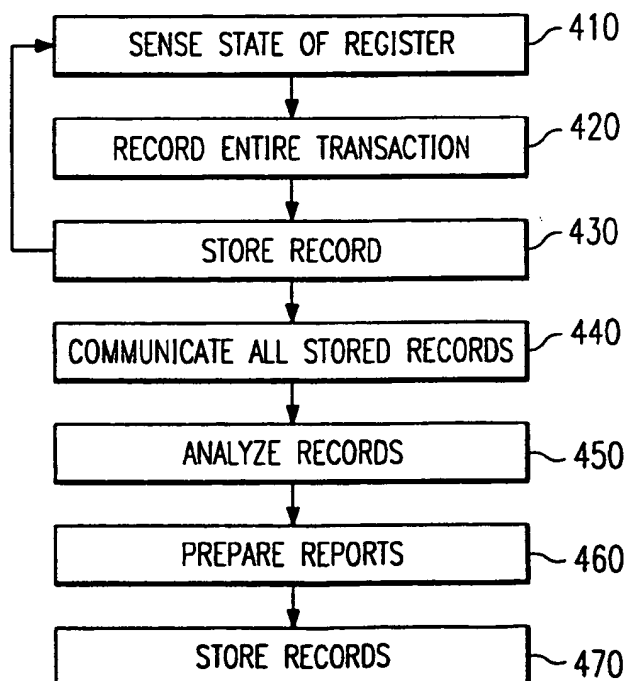 SENSE STATE OF REGISTER 410
RECORD ENTIRE TRANSACTION 420
STORE RECORD 430
COMMUNICATE ALL STORED RECORDS 440
ANALYZE RECORDS 450
PREPARE REPORTS 460
STORE RECORDS 470